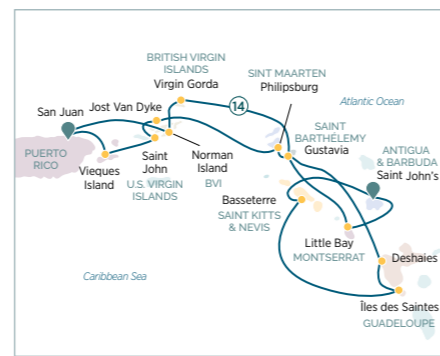 BRITISH VIRGIN
ISLANDS
Virgin Gorda
SINT MAARTEN
Philipsburg
14
Atlantic Ocean
San Juan
Jost Van Dyke
SAINT
BARTHÉLEMY
Gustavia
PUERTO
RICO
Vieques
Island
Saint
John
U.S. VIRGIN
ISLANDS
Norman
Island
BVI
ANTIGUA
& BARBUDA
Saint John's
Basseterre
SAINT KITTS
& NEVIS
Little Bay
MONTSERRAT
Deshaies
Caribbean Sea
Îles des Saintes
GUADELOUPE